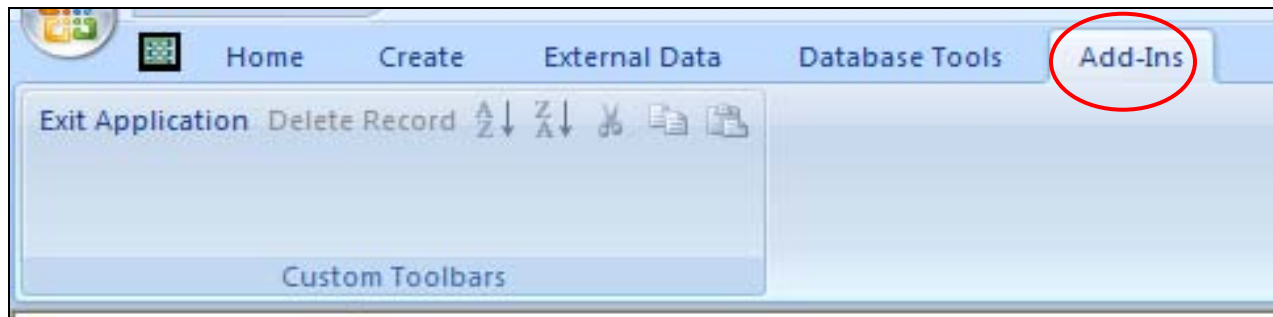 Home Create External Data Database Tools Add-Ins
Exit Application Delete Record A Z Z A
Custom Toolbars